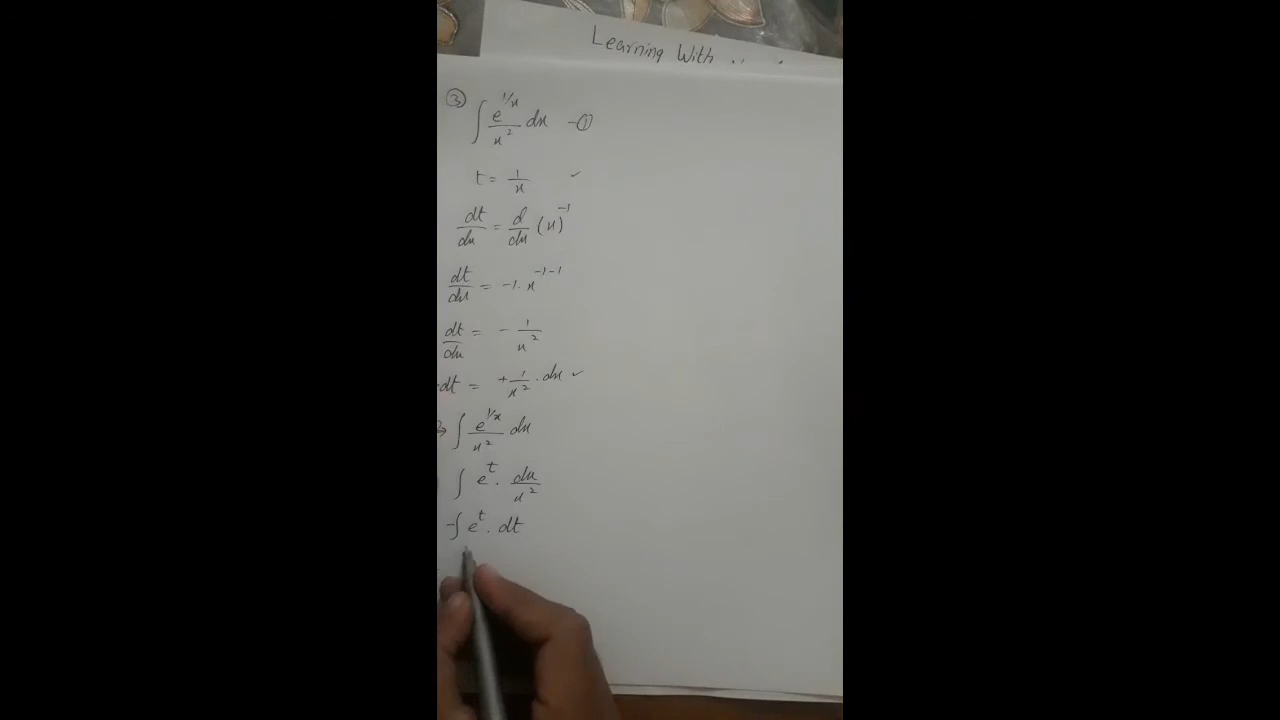 Learning With
③ ∫ e^(1/x) / x² dx —①
t = 1/x ✓
dt/dx = d/dx (x)^-1
dt/dx = -1 · x^(-1-1)
dt/dx = - 1/x²
-dt = + 1/x² · dx ✓
∫ e^(1/x) / x² dx
∫ e^t · dx/x²
-∫ e^t · dt